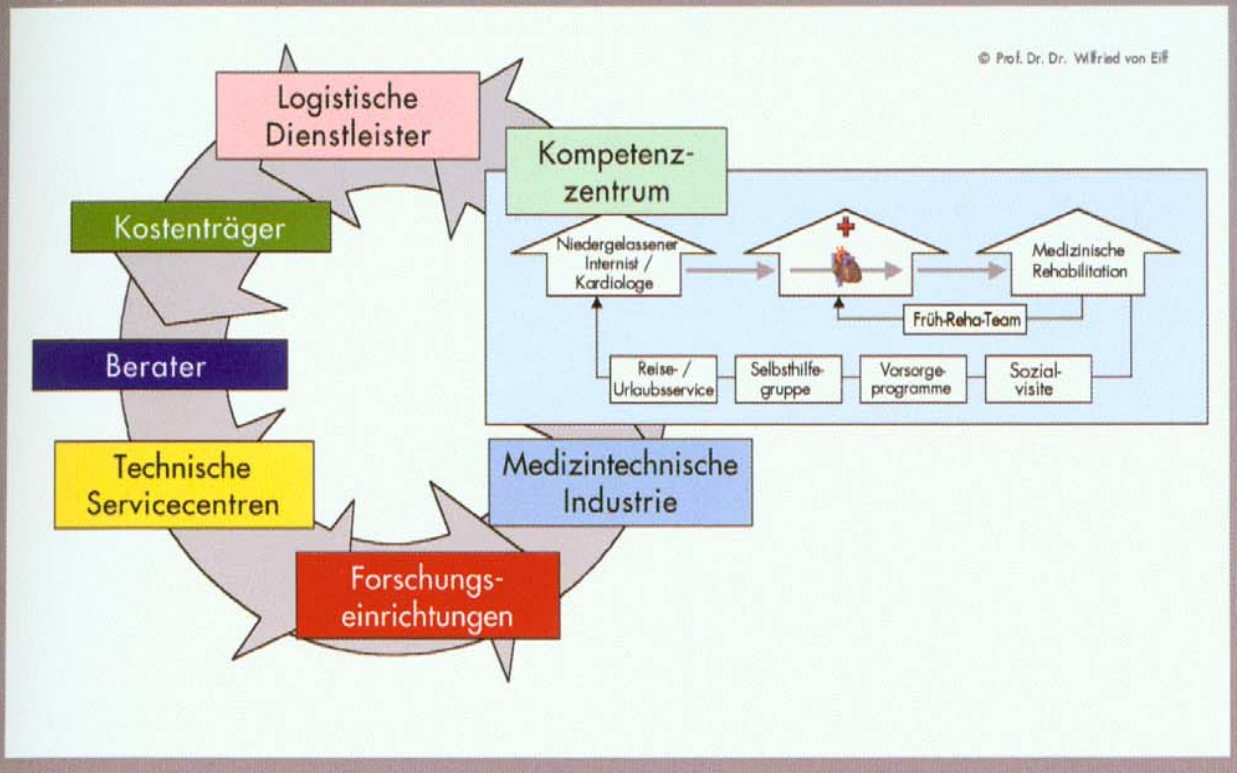 © Prof. Dr. Dr. Wilfried von Eiff
Logistische
Dienstleister
Kompetenz-
zentrum
Kostenträger
Niedergelassener
Internist /
Kardiologe
Medizinische
Rehabilitation
Früh-Reha-Team
Berater
Reise- /
Urlaubsservice
Selbsthilfe-
gruppe
Vorsorge-
programme
Sozial-
visite
Technische
Servicecentren
Medizintechnische
Industrie
Forschungs-
einrichtungen